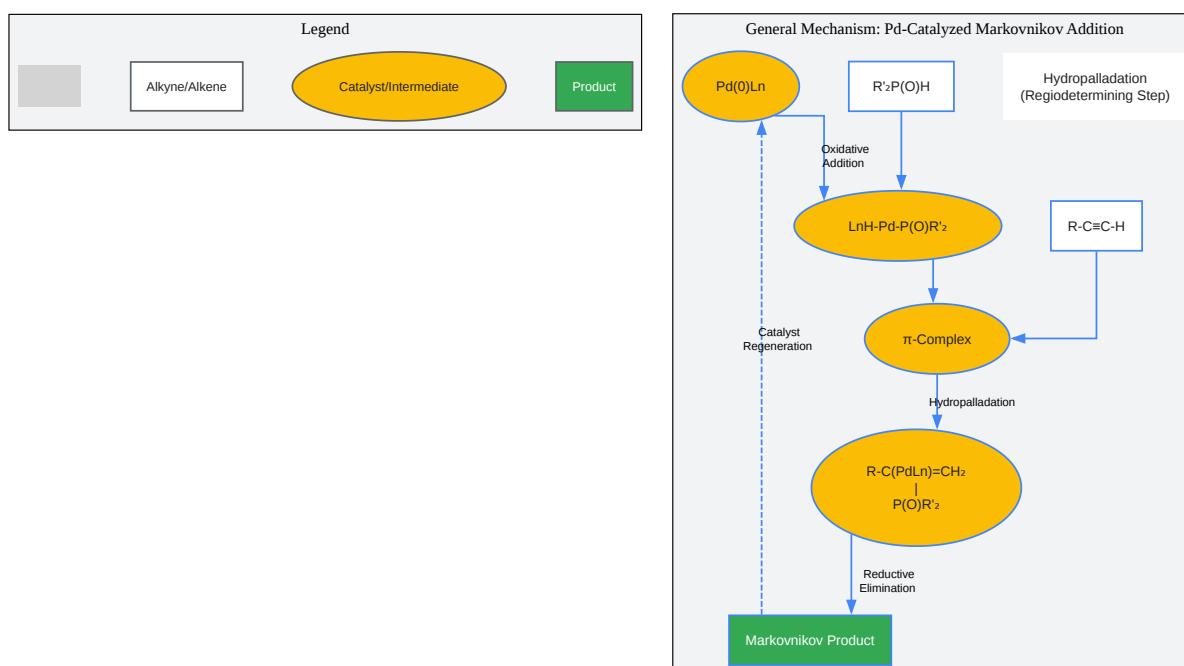 Legend
Alkyne/Alkene
Catalyst/Intermediate
Product
General Mechanism: Pd-Catalyzed Markovnikov Addition
Pd(0)Ln
R'₂P(O)H
Hydropalladation
(Regiodetermining Step)
Oxidative
Addition
LnH-Pd-P(O)R'₂
R-C≡C-H
π-Complex
Catalyst
Regeneration
Hydropalladation
R-C(PdLn)=CH₂
|
P(O)R'₂
Reductive
Elimination
Markovnikov Product